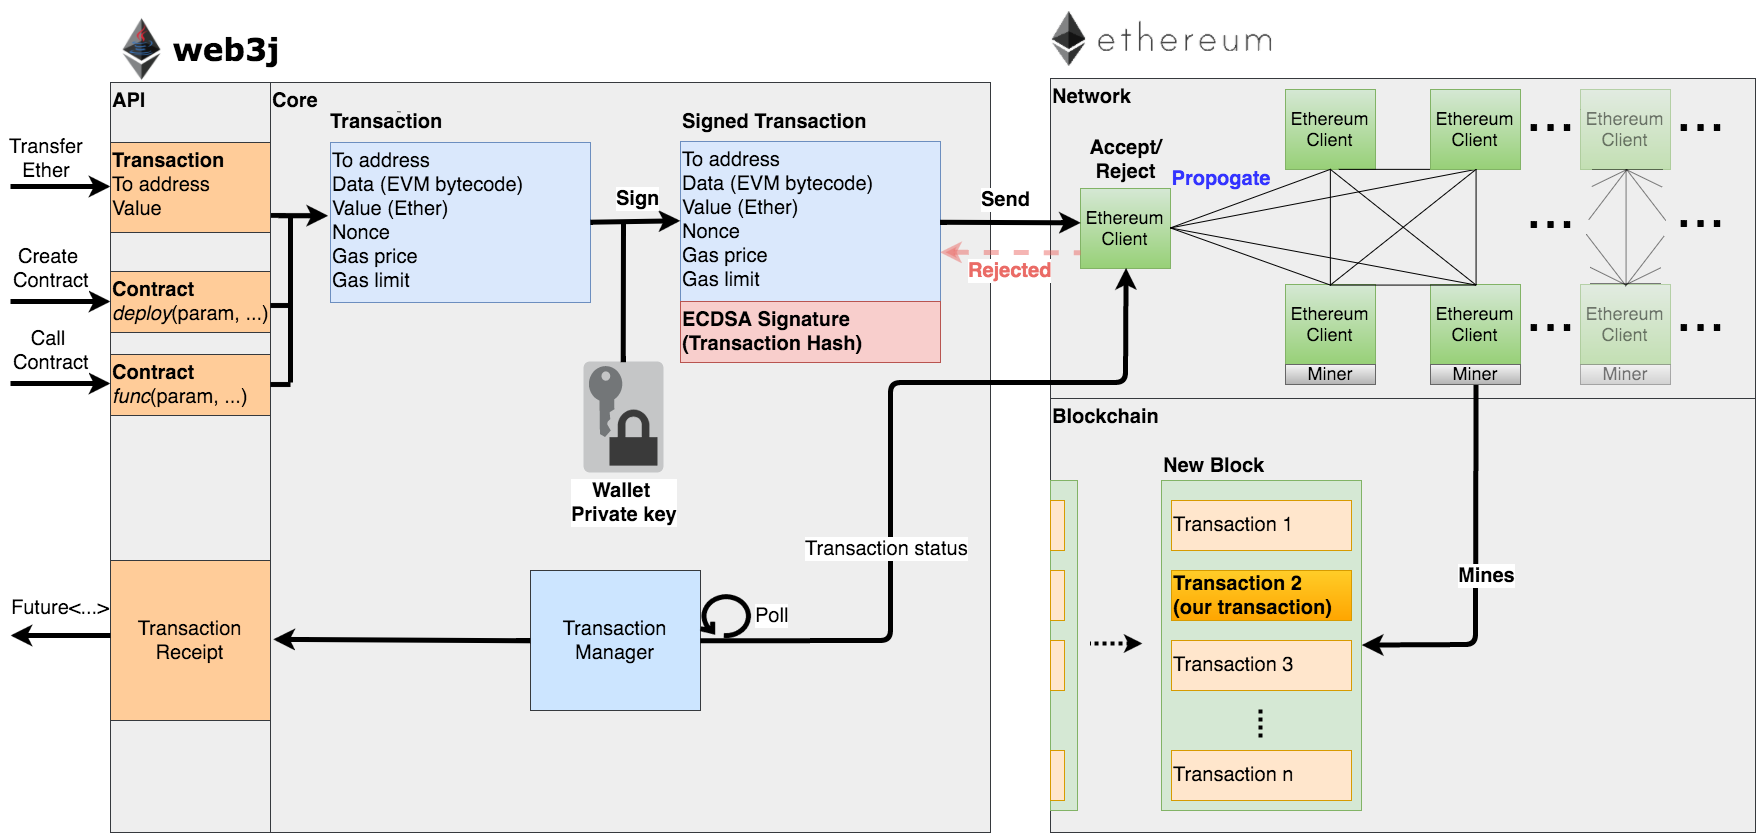 web3j
ethereum
API
Core
Transfer
Ether
Transaction
To address
Value
Create
Contract
Contract
deploy(param, ...)
Call
Contract
Contract
func(param, ...)
Transaction
To address
Data (EVM bytecode)
Value (Ether)
Nonce
Gas price
Gas limit
Sign
Wallet
Private key
Signed Transaction
To address
Data (EVM bytecode)
Value (Ether)
Nonce
Gas price
Gas limit
ECDSA Signature
(Transaction Hash)
Send
Rejected
Transaction status
Future<...>
Transaction
Receipt
Transaction
Manager
Poll
Network
Accept/
Reject
Propogate
Ethereum
Client
Ethereum
Client
Ethereum
Client
Ethereum
Client
Ethereum
Client
Miner
Ethereum
Client
Miner
Ethereum
Client
Miner
Blockchain
New Block
Transaction 1
Transaction 2
(our transaction)
Transaction 3
Transaction n
Mines